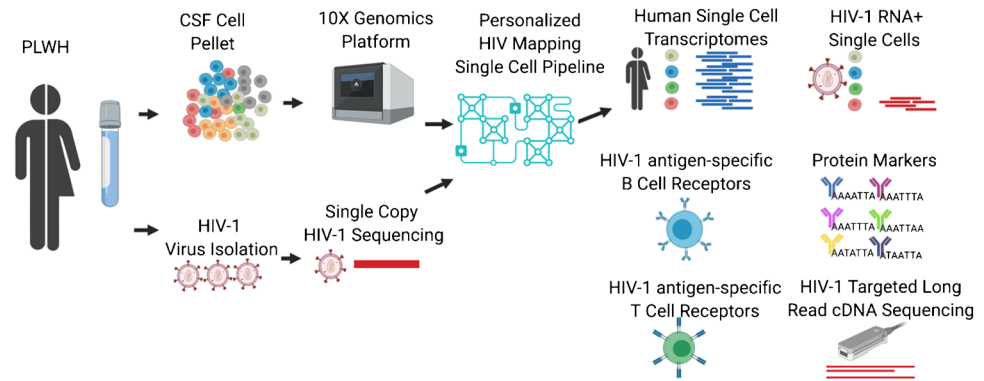 PLWH
CSF Cell
Pellet
10X Genomics
Platform
Personalized
HIV Mapping
Single Cell Pipeline
Human Single Cell
Transcriptomes
HIV-1 RNA+
Single Cells
HIV-1
Virus Isolation
Single Copy
HIV-1 Sequencing
HIV-1 antigen-specific
B Cell Receptors
Protein Markers
AAAATTA
AAATTTA
AAATTTA
AAATTAA
AATATTA
ATAATTA
HIV-1 antigen-specific
T Cell Receptors
HIV-1 Targeted Long
Read cDNA Sequencing